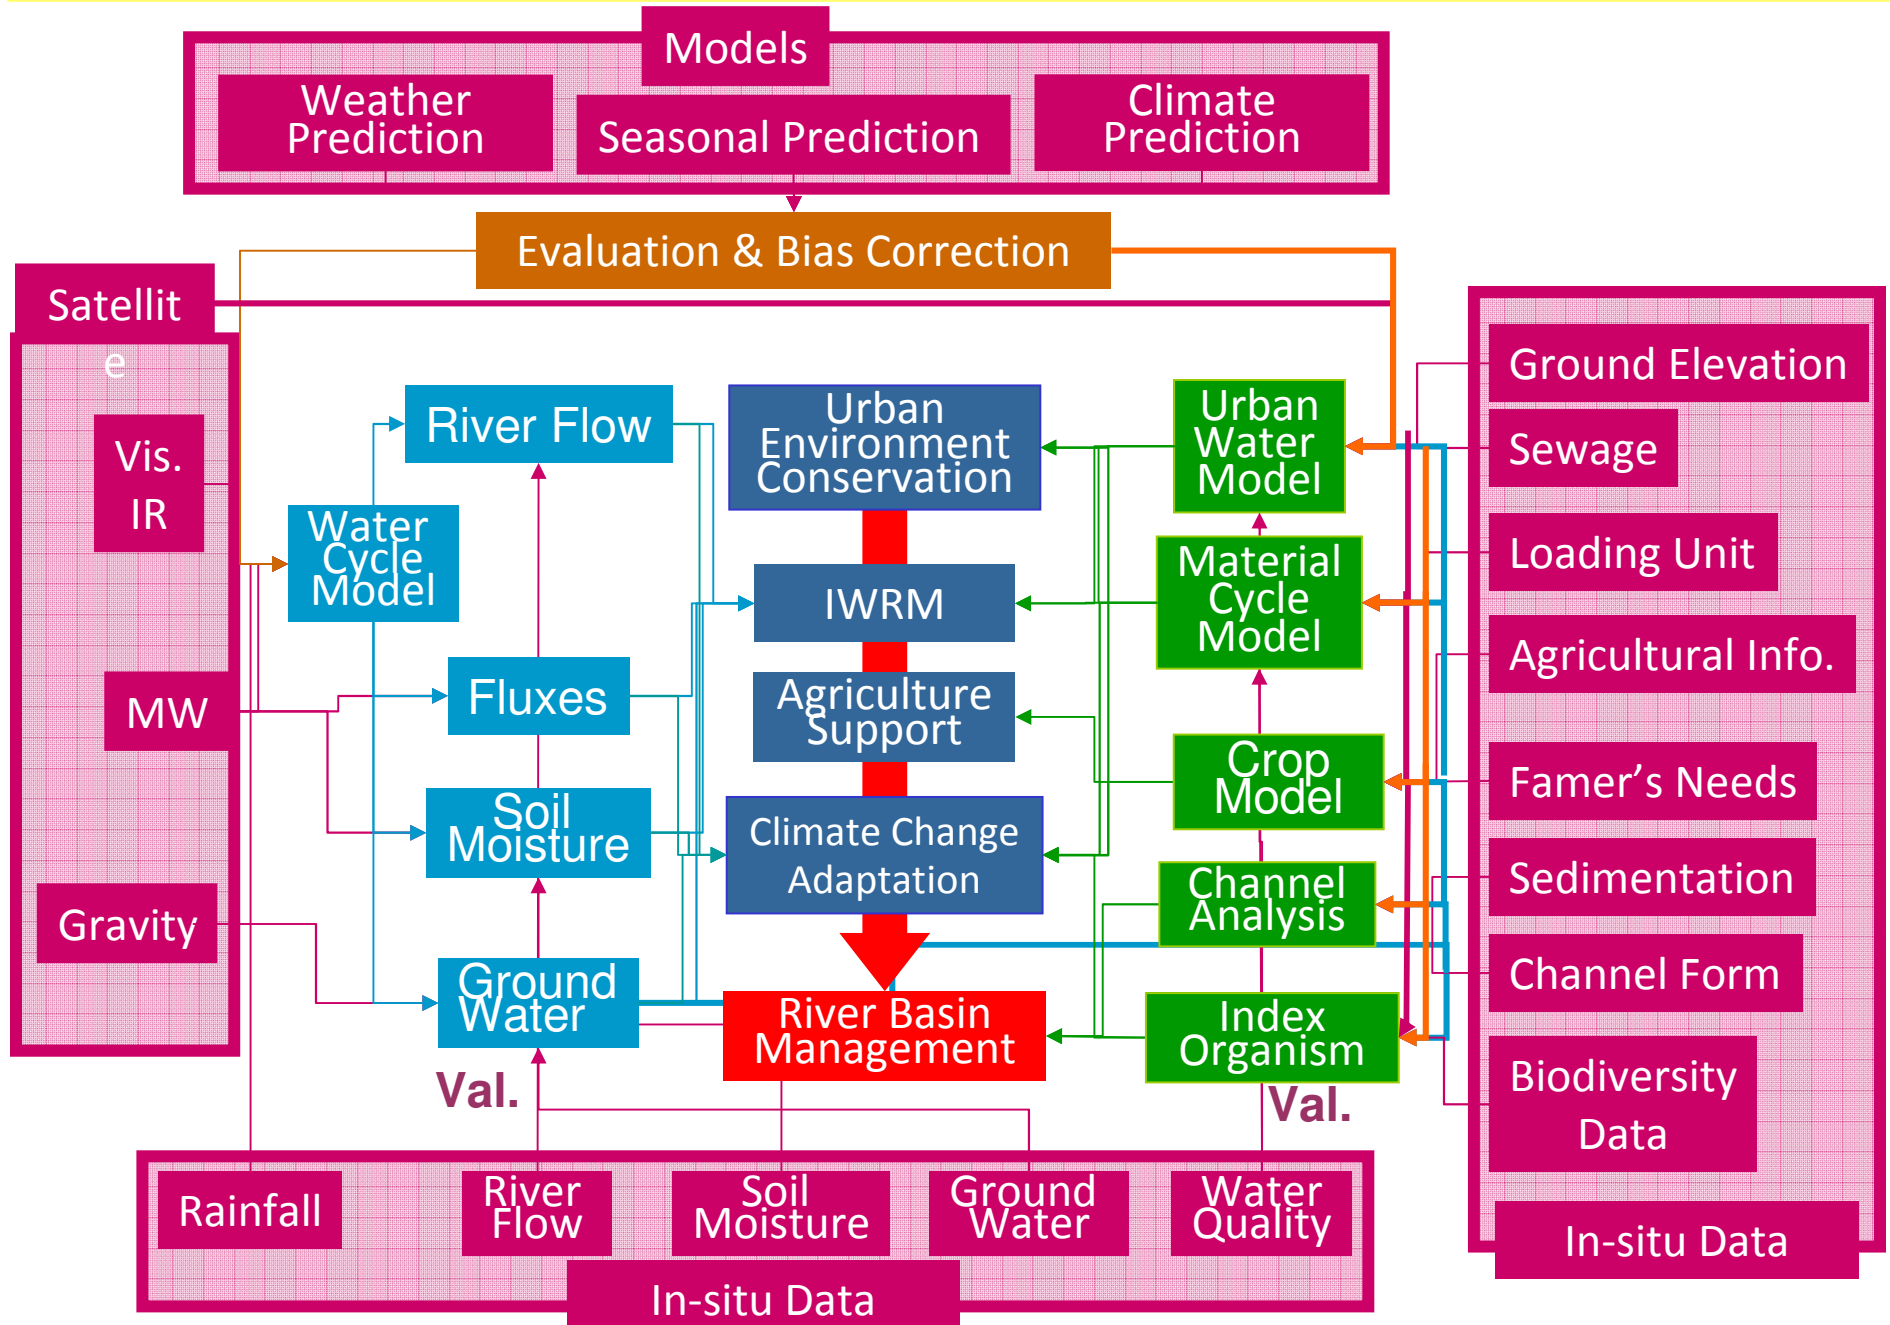 Models
Weather
Prediction
Seasonal Prediction
Climate
Prediction
Evaluation & Bias Correction
Satellit
e
Vis.
IR
MW
Gravity
Water
Cycle
Model
River Flow
Fluxes
Soil
Moisture
Ground
Water
Val.
Urban
Environment
Conservation
IWRM
Agriculture
Support
Climate Change
Adaptation
River Basin
Management
Urban
Water
Model
Material
Cycle
Model
Crop
Model
Channel
Analysis
Index
Organism
Val.
Ground Elevation
Sewage
Loading Unit
Agricultural Info.
Famer’s Needs
Sedimentation
Channel Form
Biodiversity
Data
In-situ Data
Rainfall
River
Flow
Soil
Moisture
Ground
Water
Water
Quality
In-situ Data